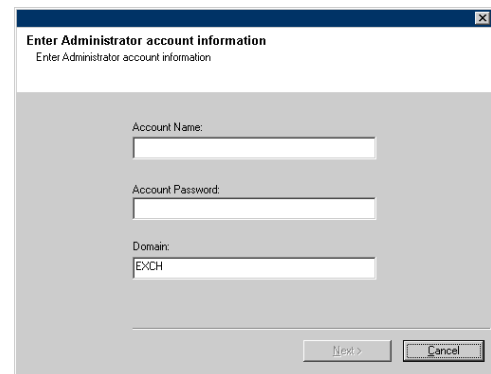 Enter Administrator account information
Enter Administrator account information
Account Name:
Account Password:
Domain:
EXCH
Next >
Cancel